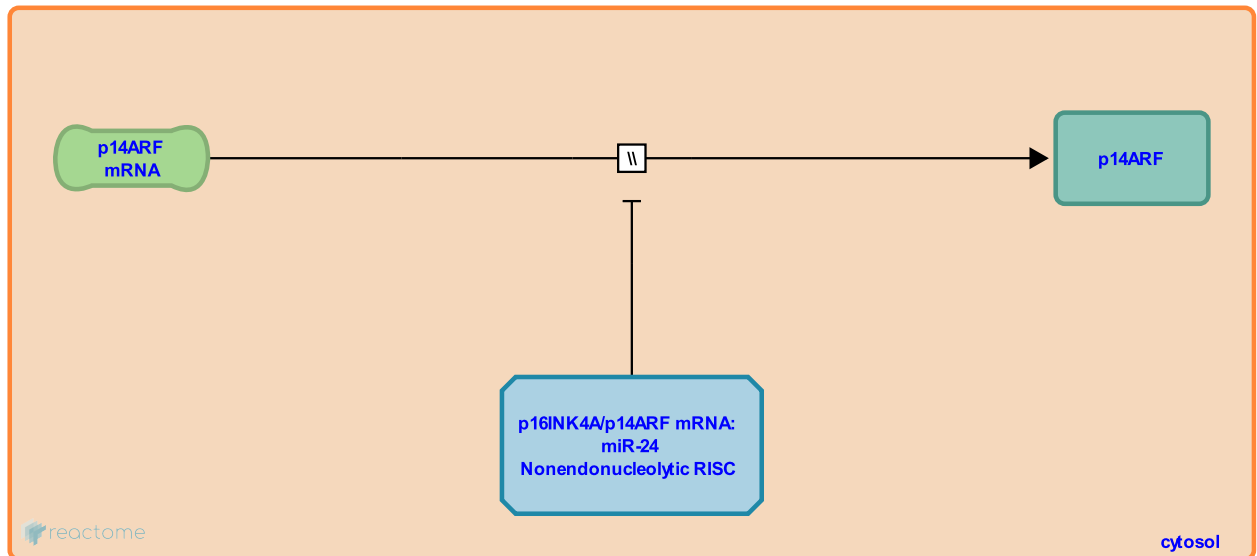 p14ARF
mRNA
\\
p14ARF
p16INK4A/p14ARF mRNA:
miR-24
Nonendonucleolytic RISC
reactome
cytosol